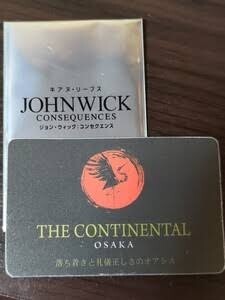 キアヌ・リーブス
JOHN WICK
CONSEQUENCES
ジョン・ウィック:コンセクエンス
THE CONTINENTAL
OSAKA
落ち着きと礼儀正しさのオアシス